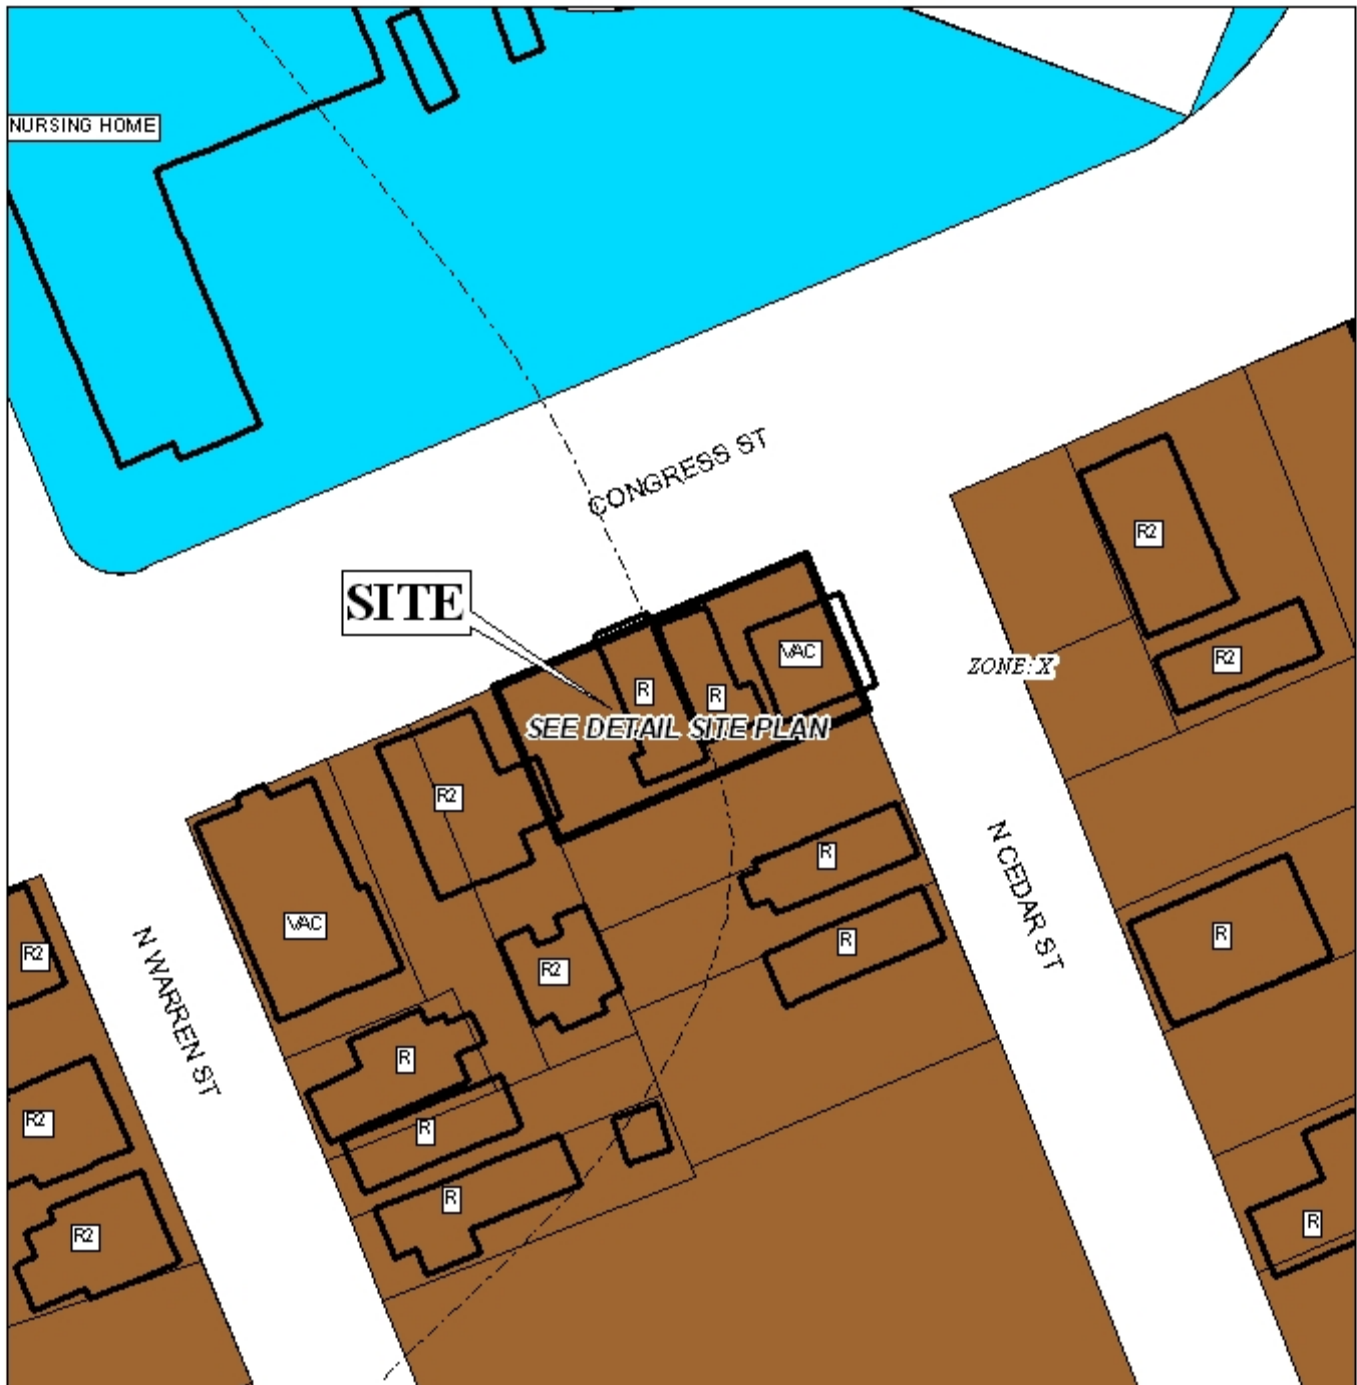 NURSING HOME
CONGRESS ST
R2
SITE
VAC
R2
ZONE: X
R
R
SEE DETAIL SITE PLAN
R2
N CEDAR ST
R
VAC
R
R
R2
N WARREN ST
R2
R
R2
R
R
R
R2